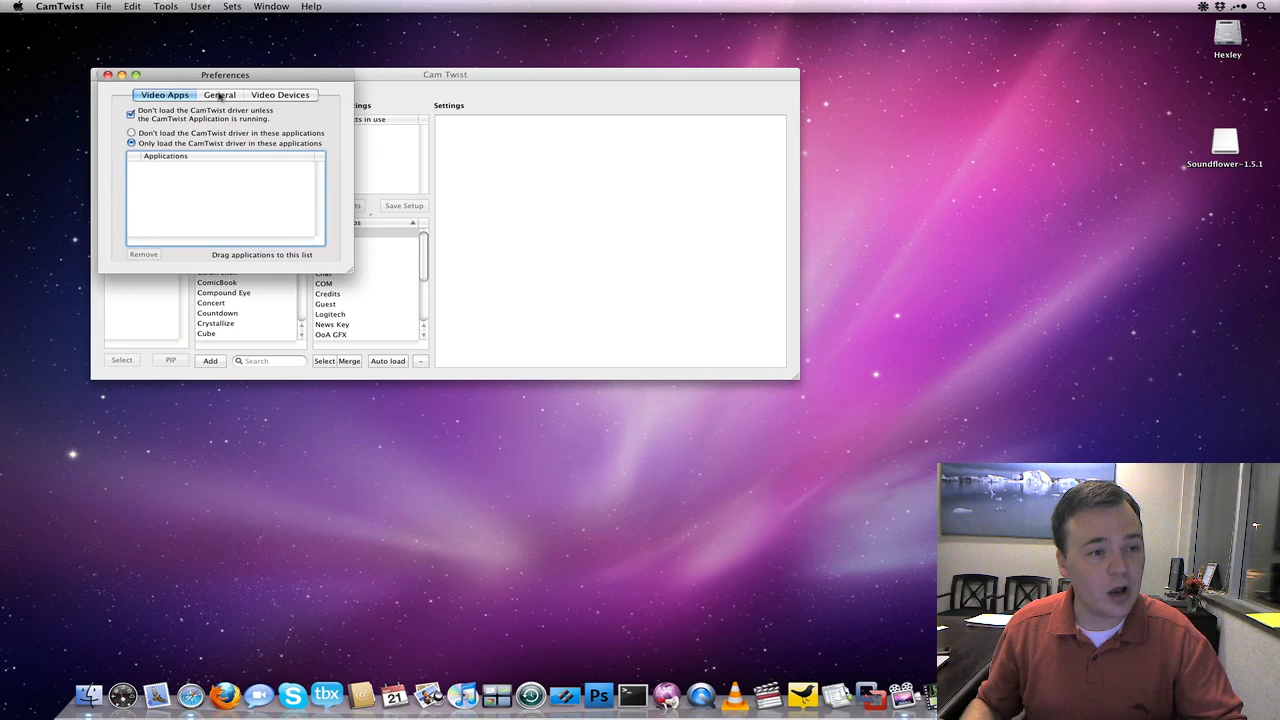 CamTwist File Edit Tools User Sets Window Help
Hexley
Soundflower-1.5.1
Cam Twist
Preferences
Video Apps General Video Devices
Don't load the CamTwist driver unless
the CamTwist Application is running.
Don't load the CamTwist driver in these applications
Only load the CamTwist driver in these applications
Applications
Remove
Drag applications to this list
Settings
Save Setup
ComicBook
Compound Eye
Concert
Countdown
Crystallize
Cube
COM
Credits
Guest
Logitech
News Key
OoA GFX
Select PIP Add Search Select Merge Auto load -
tbx
21
Ps